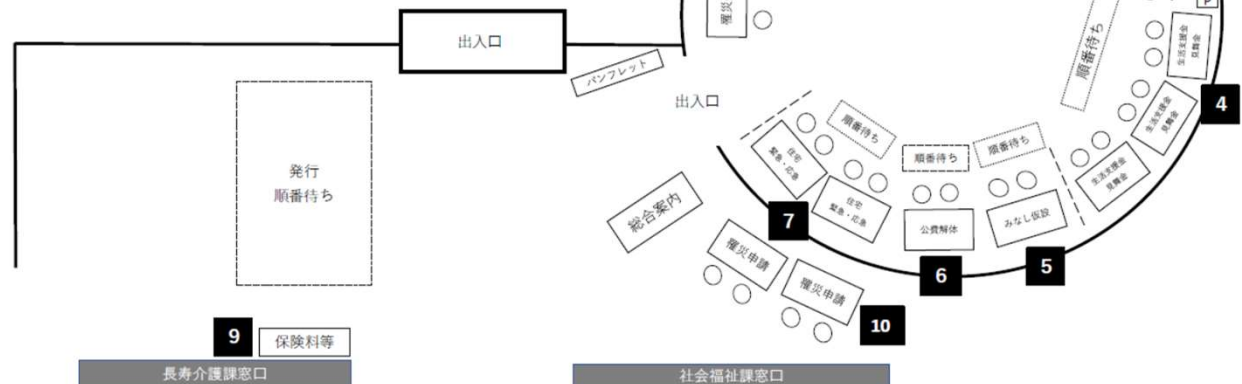 出入口
罹災
パンフレット
出入口
順番待ち
生活支援金
見舞金
4
生活支援金
見舞金
生活支援金
見舞金
発行
順番待ち
順番待ち
順番待ち
順番待ち
住宅
緊急・応急
住宅
緊急・応急
7
公費解体
6
みなし仮設
5
総合案内
罹災申請
罹災申請
10
9
保険料等
長寿介護課窓口
社会福祉課窓口